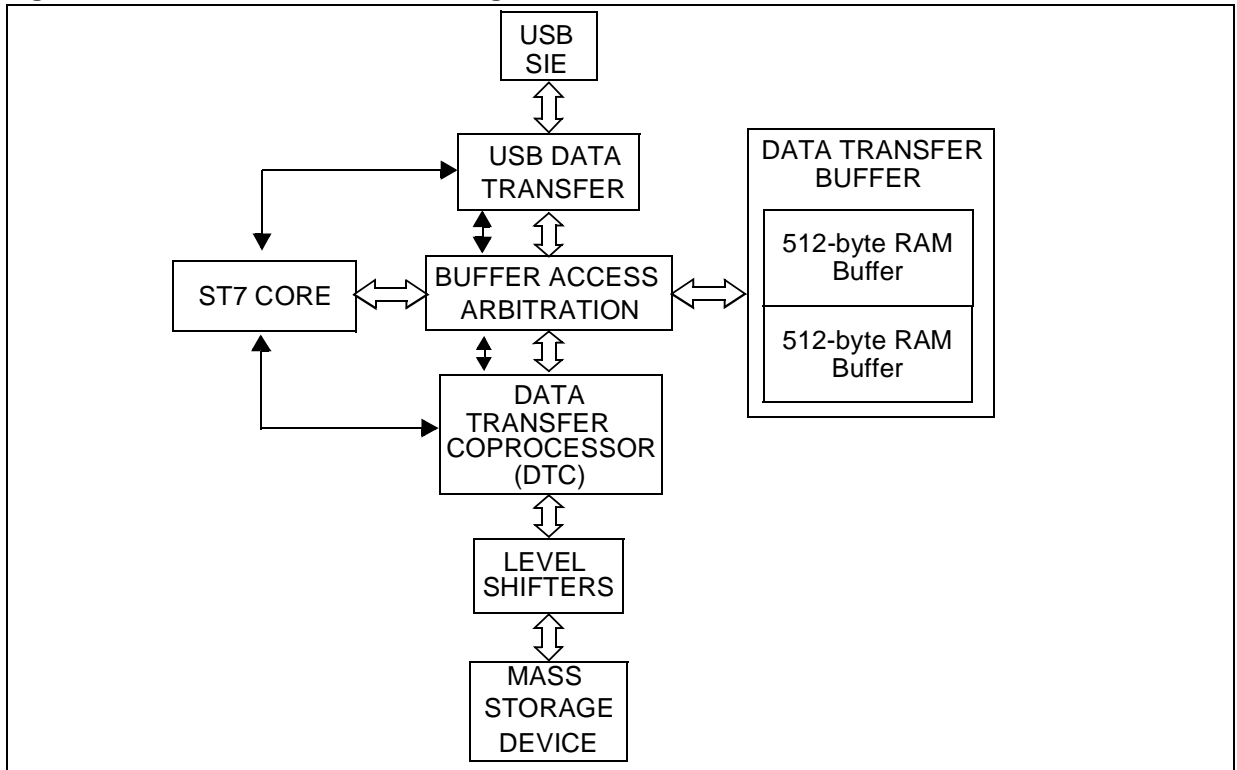 USB
SIE
USB DATA
TRANSFER
DATA TRANSFER
BUFFER
512-byte RAM
Buffer
512-byte RAM
Buffer
ST7 CORE
BUFFER ACCESS
ARBITRATION
DATA
TRANSFER
COPROCESSOR
(DTC)
LEVEL
SHIFTERS
MASS
STORAGE
DEVICE